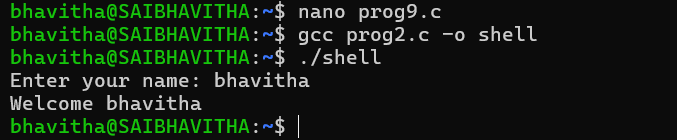 bhavitha@SAIBHAVITHA:~$ nano prog9.c
bhavitha@SAIBHAVITHA:~$ gcc prog2.c -o shell
bhavitha@SAIBHAVITHA:~$ ./shell
Enter your name: bhavitha
Welcome bhavitha
bhavitha@SAIBHAVITHA:~$